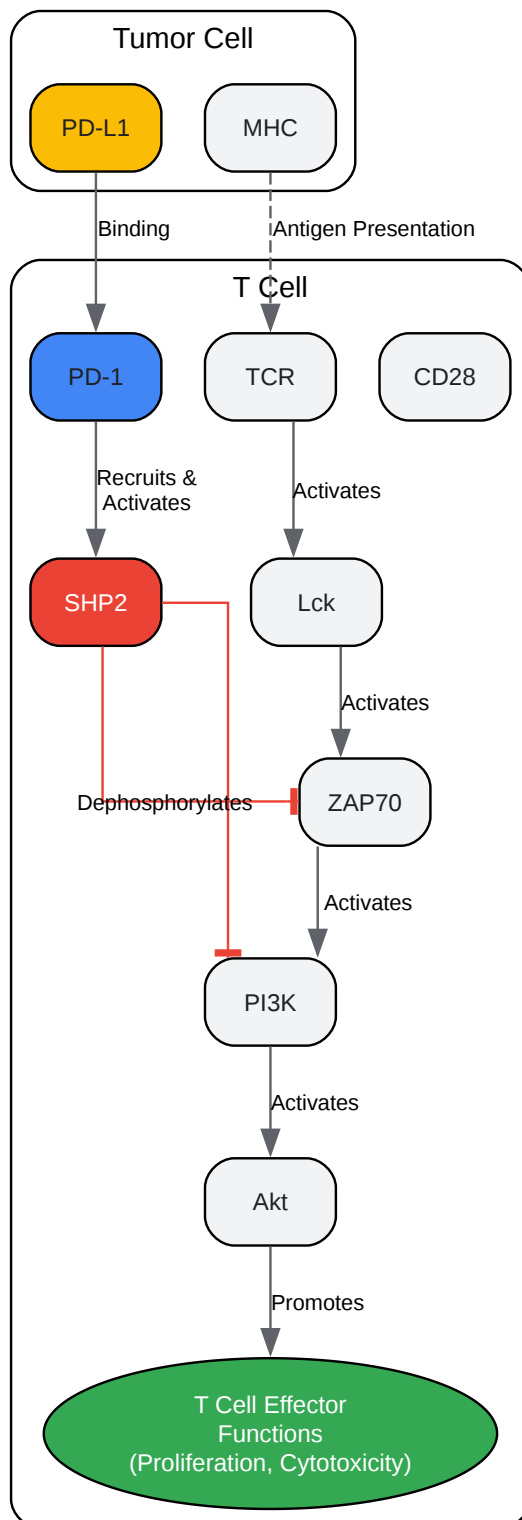 Tumor Cell
PD-L1
MHC
Binding
Antigen Presentation
T Cell
PD-1
TCR
CD28
Recruits &
Activates
Activates
SHP2
Lck
Activates
Dephosphorylates
ZAP70
Activates
PI3K
Activates
Akt
Promotes
T Cell Effector
Functions
(Proliferation, Cytotoxicity)